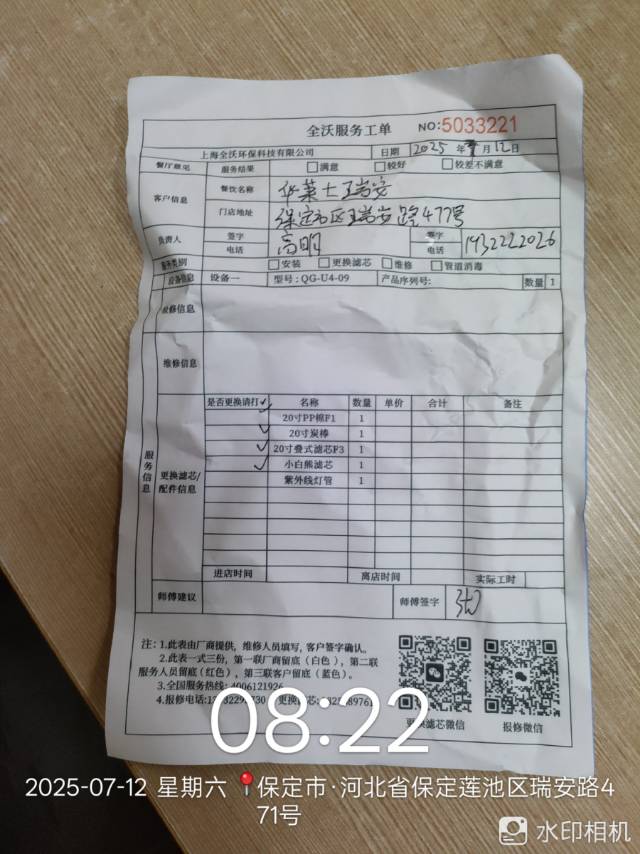 全沃服务工单 NO:5033221
上海全沃环保科技有限公司 日期 2025 年 7 月 12 日
餐厅意见 服务结果 满意 较好 较差不满意
客户信息 餐饮名称 华莱士瑞安
门店地址 保定市区瑞安路477号
负责人 签字 高明 签字
电话 电话 1932222026
服务类别 安装 更换滤芯 维修 管道消毒
设备信息 设备一 型号:QG-U4-09 产品序列号: 数量 1
报修信息
维修信息
服务信息
更换滤芯/配件信息
是否更换请打✓ 名称 数量 单价 合计 备注
✓ 20寸PP棉F1 1
✓ 20寸炭棒 1
✓ 20寸叠式滤芯F3 1
✓ 小白熊滤芯 1
紫外线灯管 1
进店时间 离店时间 实际工时
师傅建议 师傅签字
注:1.此表由厂商提供,维修人员填写,客户签字确认。
2.此表一式三份,第一联厂商留底(白色),第二联
服务人员留底(红色),第三联客户留底(蓝色)。
3.全国服务热线:4006121926
4.报修电话:
更换滤芯微信 报修微信
08:22
2025-07-12 星期六 保定市·河北省保定莲池区瑞安路4
71号
水印相机